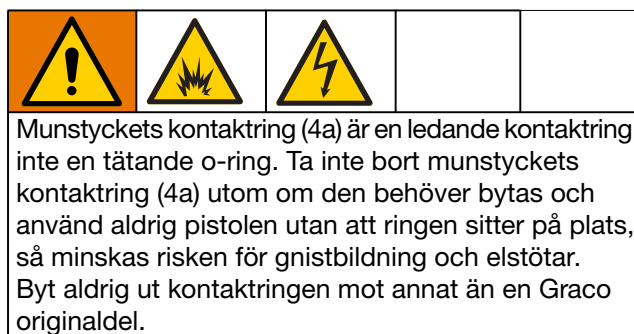 Munstyckets kontaktring (4a) är en ledande kontaktring
inte en tätande o-ring. Ta inte bort munstyckets
kontaktring (4a) utom om den behöver bytas och
använd aldrig pistolen utan att ringen sitter på plats,
så minskas risken för gnistbildning och elstötar.
Byt aldrig ut kontaktringen mot annat än en Graco
originaldel.